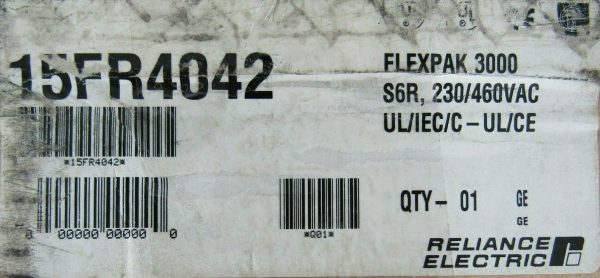 15FR4042
FLEXPAK 3000
S6R, 230/460VAC
UL/IEC/C-UL/CE
*15FR4042*
0 00000 00000 0
*Q01*
QTY- 01 GE
GE
RELIANCE
ELECTRIC